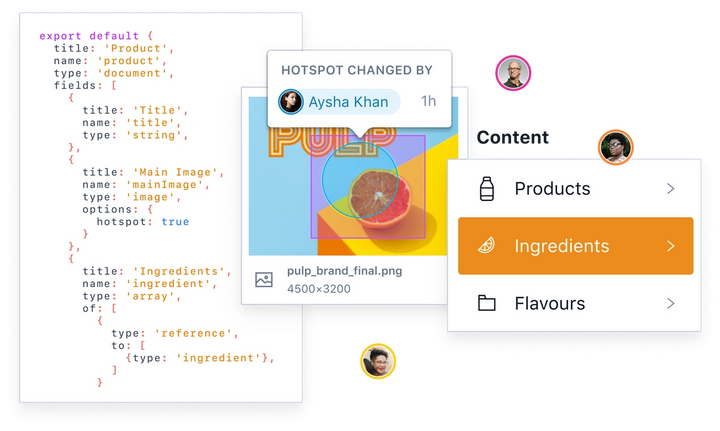 export default {
title: 'Product',
name: 'product',
type: 'document',
fields: [
{
title: 'Title',
name: 'title',
type: 'string',
},
{
title: 'Main Image',
name: 'mainImage',
type: 'image',
options: {
hotspot: true
}
},
{
title: 'Ingredients',
name: 'ingredient',
type: 'array',
of: [
{
type: 'reference',
to: [
{type: 'ingredient'},
]
}
HOTSPOT CHANGED BY
Aysha Khan 1h
PULP
pulp_brand_final.png
4500×3200
Content
Products
Ingredients
Flavours